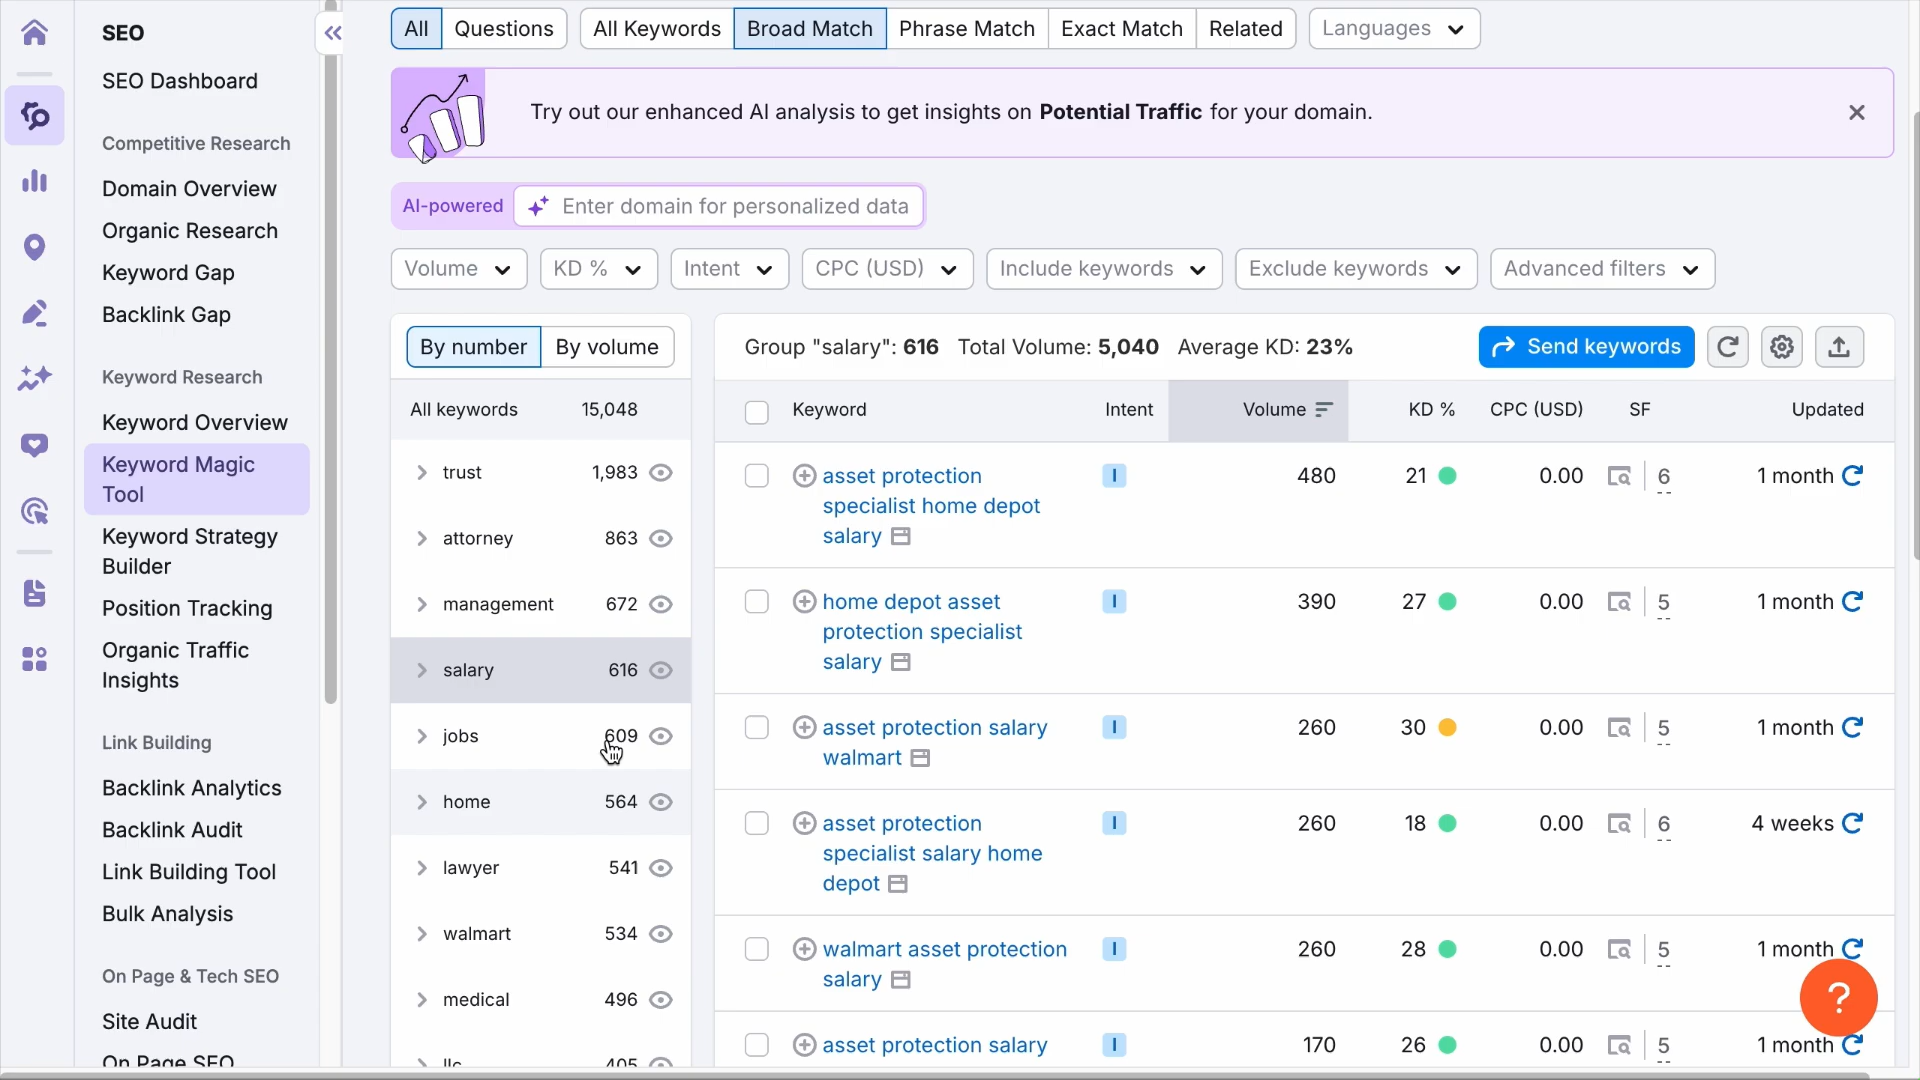 SEO
SEO Dashboard
Competitive Research
Domain Overview
Organic Research
Keyword Gap
Backlink Gap
Keyword Research
Keyword Overview
Keyword Magic
Tool
Keyword Strategy
Builder
Position Tracking
Organic Traffic
Insights
Link Building
Backlink Analytics
Backlink Audit
Link Building Tool
Bulk Analysis
On Page & Tech SEO
Site Audit
On Page SEO
All Questions All Keywords Broad Match Phrase Match Exact Match Related Languages
Try out our enhanced AI analysis to get insights on Potential Traffic for your domain.
AI-powered Enter domain for personalized data
Volume KD % Intent CPC (USD) Include keywords Exclude keywords Advanced filters
By number By volume
All keywords 15,048
trust 1,983
attorney 863
management 672
salary 616
jobs 609
home 564
lawyer 541
walmart 534
medical 496
llc 405
Group "salary": 616 Total Volume: 5,040 Average KD: 23% Send keywords
Keyword Intent Volume KD % CPC (USD) SF Updated
asset protection I 480 21 0.00 6 1 month
specialist home depot
salary
home depot asset I 390 27 0.00 5 1 month
protection specialist
salary
asset protection salary I 260 30 0.00 5 1 month
walmart
asset protection I 260 18 0.00 6 4 weeks
specialist salary home
depot
walmart asset protection I 260 28 0.00 5 1 month
salary
?
asset protection salary I 170 26 0.00 5 1 month